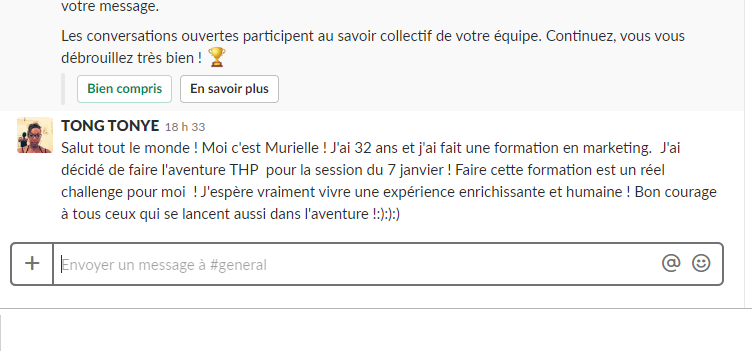 votre message.
Les conversations ouvertes participent au savoir collectif de votre équipe. Continuez, vous vous
débrouillez très bien ! 🏆
Bien compris En savoir plus
TONG TONYE 18 h 33
Salut tout le monde ! Moi c'est Murielle ! J'ai 32 ans et j'ai fait une formation en marketing.  J'ai
décidé de faire l'aventure THP  pour la session du 7 janvier ! Faire cette formation est un réel
challenge pour moi  ! J'espère vraiment vivre une expérience enrichissante et humaine ! Bon courage
à tous ceux qui se lancent aussi dans l'aventure !:):):)
+ Envoyer un message à #general @